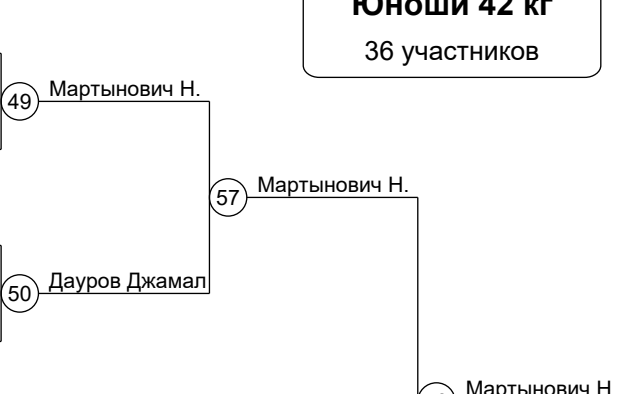 Юноши 42 кг
36 участников
49 Мартынович Н.
57 Мартынович Н.
50 Дауров Джамал
Мартынович Н